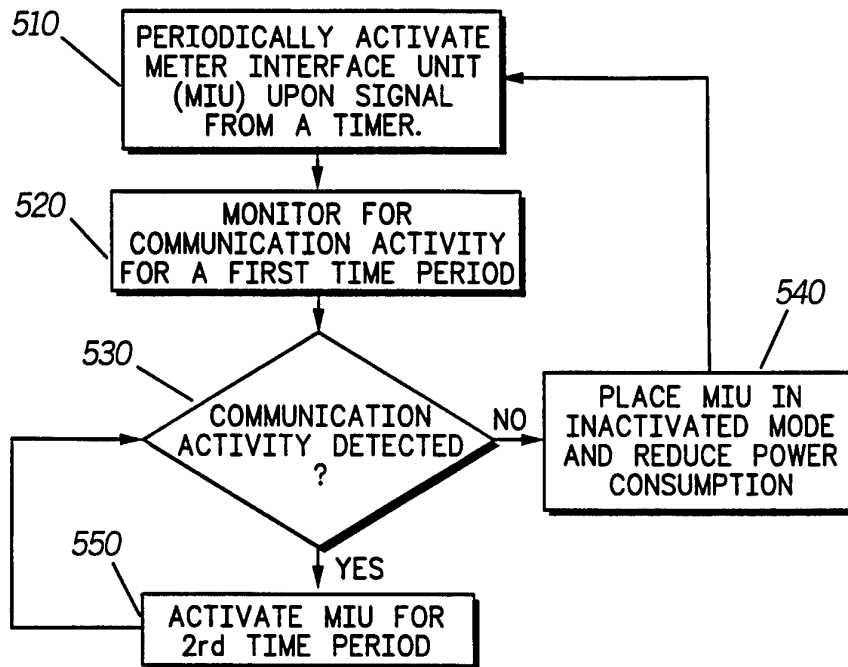 510
PERIODICALLY ACTIVATE
METER INTERFACE UNIT
(MIU) UPON SIGNAL
FROM A TIMER.
520
MONITOR FOR
COMMUNICATION ACTIVITY
FOR A FIRST TIME PERIOD
530
COMMUNICATION
ACTIVITY DETECTED
?
NO
540
PLACE MIU IN
INACTIVATED MODE
AND REDUCE POWER
CONSUMPTION
YES
550
ACTIVATE MIU FOR
2rd TIME PERIOD